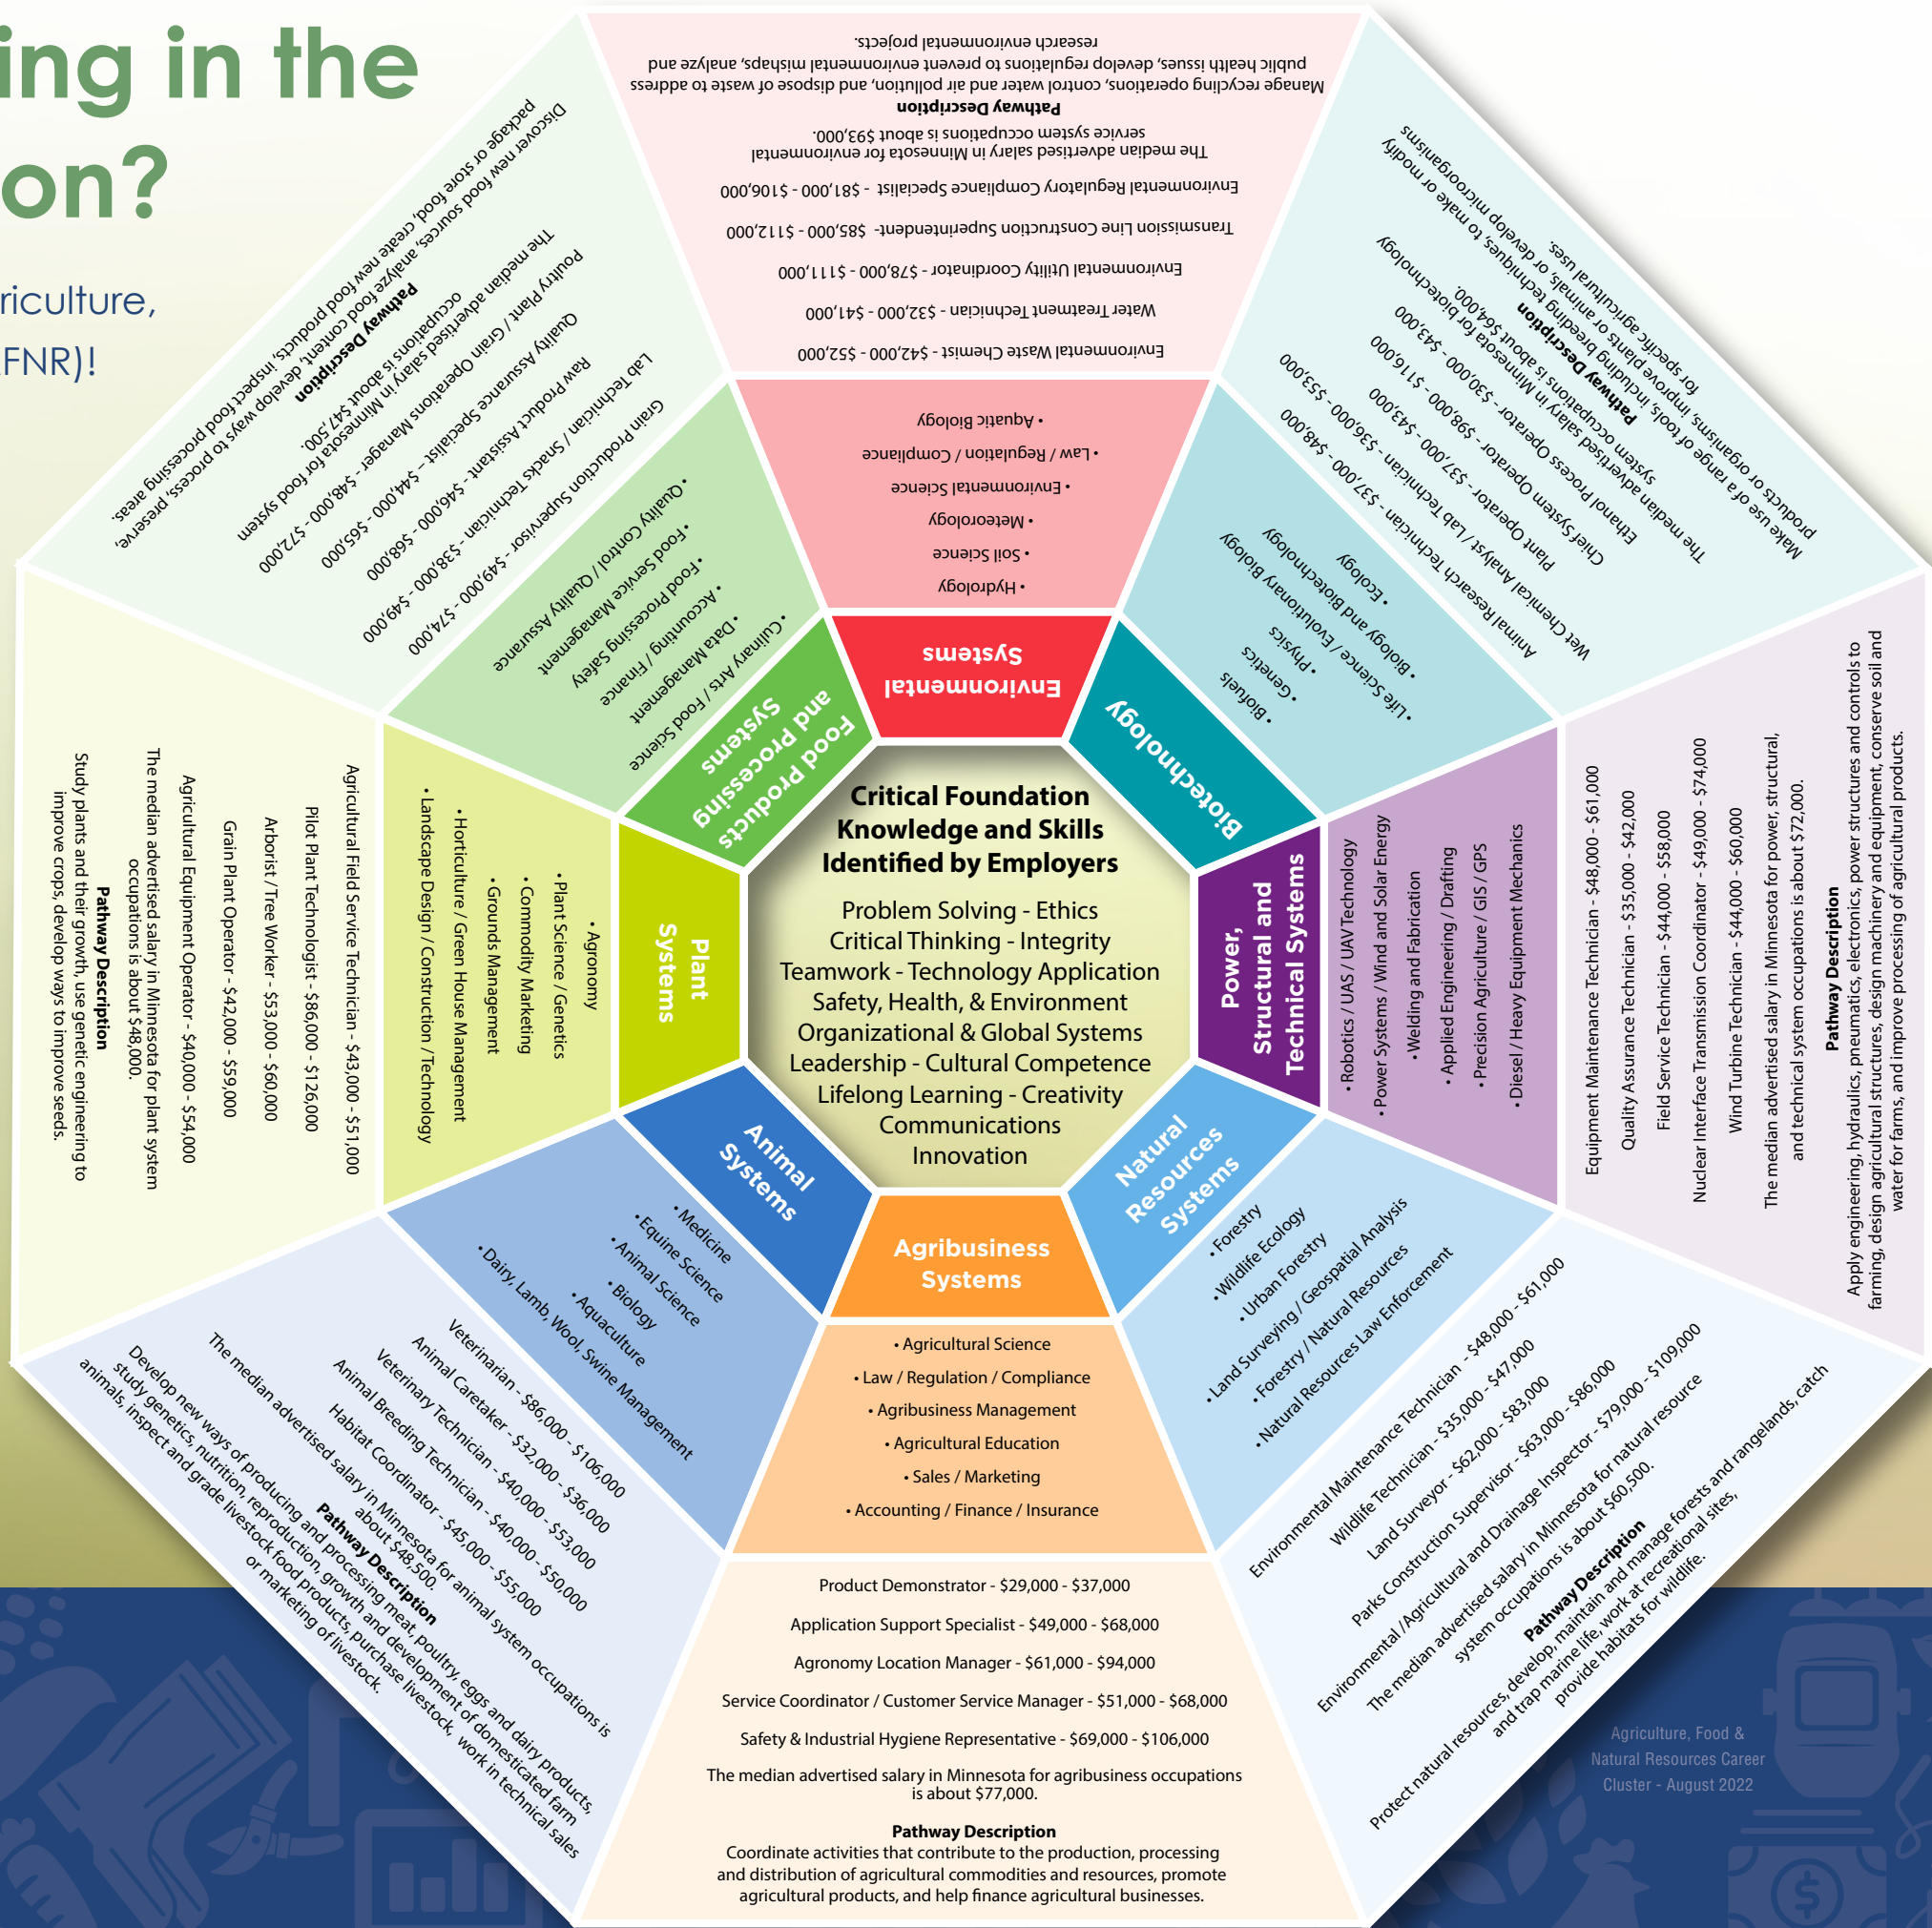 ing in the
on?
riculture,
FNR)!
Critical Foundation
Knowledge and Skills
Identified by Employers
Problem Solving - Ethics
Critical Thinking - Integrity
Teamwork - Technology Application
Safety, Health, & Environment
Organizational & Global Systems
Leadership - Cultural Competence
Lifelong Learning - Creativity
Communications
Innovation
Environmental
Systems
• Hydrology
• Soil Science
• Meteorology
• Environmental Science
• Law / Regulation / Compliance
• Aquatic Biology
Environmental Waste Chemist - $42,000 - $52,000
Water Treatment Technician - $32,000 - $41,000
Environmental Utility Coordinator - $78,000 - $111,000
Transmission Line Construction Superintendent- $85,000 - $112,000
Environmental Regulatory Compliance Specialist - $81,000 - $106,000
The median advertised salary in Minnesota for environmental
service system occupations is about $93,000.
Pathway Description
Manage recycling operations, control water and air pollution, and dispose of waste to address
public health issues, develop regulations to prevent environmental mishaps, analyze and
research environmental projects.
Biotechnology
• Biofuels
• Genetics
• Physics
• Life Science / Evolutionary Biology
• Biology and Biotechnology
• Ecology
Animal Research Technician - $37,000 - $48,000
Wet Chemical Analyst / Lab Technician - $36,000 - $53,000
Plant Operator - $37,000 - $43,000
Chief System Operator - $98,000 - $116,000
Ethanol Process Operator - $30,000 - $43,000
The median advertised salary in Minnesota for biotechnology
system occupations is about $64,000.
Pathway Description
Make use of a range of tools, including breeding techniques, to make or modify
products or organisms, improve plants or animals, or develop microorganisms
for specific agricultural uses.
Power,
Structural and
Technical Systems
• Robotics / UAS / UAV Technology
• Power Systems / Wind and Solar Energy
• Welding and Fabrication
• Applied Engineering / Drafting
• Precision Agriculture / GIS / GPS
• Diesel / Heavy Equipment Mechanics
Equipment Maintenance Technician - $48,000 - $61,000
Quality Assurance Technician - $35,000 - $42,000
Field Service Technician - $44,000 - $58,000
Nuclear Interface Transmission Coordinator - $49,000 - $74,000
Wind Turbine Technician - $44,000 - $60,000
The median advertised salary in Minnesota for power, structural,
and technical system occupations is about $72,000.
Pathway Description
Apply engineering, hydraulics, pneumatics, electronics, power structures and controls to
farming, design agricultural structures, design machinery and equipment, conserve soil and
water for farms, and improve processing of agricultural products.
Natural
Resources
Systems
• Forestry
• Wildlife Ecology
• Urban Forestry
• Land Surveying / Geospatial Analysis
• Forestry / Natural Resources
• Natural Resources Law Enforcement
Environmental Maintenance Technician - $48,000 - $61,000
Wildlife Technician - $35,000 - $47,000
Land Surveyor - $62,000 - $83,000
Parks Construction Supervisor - $63,000 - $86,000
Environmental /Agricultural and Drainage Inspector - $79,000 - $109,000
The median advertised salary in Minnesota for natural resource
system occupations is about $60,500.
Pathway Description
Protect natural resources, develop, maintain and manage forests and rangelands, catch
and trap marine life, work at recreational sites,
provide habitats for wildlife.
Agribusiness
Systems
• Agricultural Science
• Law / Regulation / Compliance
• Agribusiness Management
• Agricultural Education
• Sales / Marketing
• Accounting / Finance / Insurance
Product Demonstrator - $29,000 - $37,000
Application Support Specialist - $49,000 - $68,000
Agronomy Location Manager - $61,000 - $94,000
Service Coordinator / Customer Service Manager - $51,000 - $68,000
Safety & Industrial Hygiene Representative - $69,000 - $106,000
The median advertised salary in Minnesota for agribusiness occupations
is about $77,000.
Pathway Description
Coordinate activities that contribute to the production, processing
and distribution of agricultural commodities and resources, promote
agricultural products, and help finance agricultural businesses.
Animal
Systems
• Medicine
• Equine Science
• Animal Science
• Biology
• Aquaculture
• Dairy, Lamb, Wool, Swine Management
Veterinarian - $86,000 - $106,000
Animal Caretaker - $32,000 - $36,000
Veterinary Technician - $40,000 - $53,000
Animal Breeding Technician - $40,000 - $50,000
Habitat Coordinator - $45,000 - $55,000
The median advertised salary in Minnesota for animal system occupations is
about $48,500.
Pathway Description
Develop new ways of producing and processing meat, poultry, eggs and dairy products,
study genetics, nutrition, reproduction, growth and development of domesticated farm
animals, inspect and grade livestock food products, purchase livestock, work in technical sales
or marketing of livestock.
Plant
Systems
• Agronomy
• Plant Science / Genetics
• Commodity Marketing
• Grounds Management
• Horticulture / Green House Management
• Landscape Design / Construction / Technology
Agricultural Field Service Technician - $43,000 - $51,000
Pilot Plant Technologist - $86,000 - $126,000
Arborist / Tree Worker - $53,000 - $60,000
Grain Plant Operator - $42,000 - $59,000
Agricultural Equipment Operator - $40,000 - $54,000
The median advertised salary in Minnesota for plant system
occupations is about $48,000.
Pathway Description
Study plants and their growth, use genetic engineering to
improve crops, develop ways to improve seeds.
Food Products
and Processing
Systems
• Culinary Arts / Food Science
• Data Management
• Accounting / Finance
• Food Processing Safety
• Food Service Management
• Quality Control / Quality Assurance
Grain Production Supervisor - $49,000 - $74,000
Lab Technician / Snacks Technician - $38,000 - $49,000
Raw Product Assistant - $46,000 - $68,000
Quality Assurance Specialist - $44,000 - $65,000
Poultry Plant / Grain Operations Manager - $48,000 - $72,000
The median advertised salary in Minnesota for food system
occupations is about $47,500.
Pathway Description
Discover new food sources, analyze food content, develop ways to process, preserve,
package or store food, create new food products, inspect food processing areas.
Agriculture, Food &
Natural Resources Career
Cluster - August 2022
$